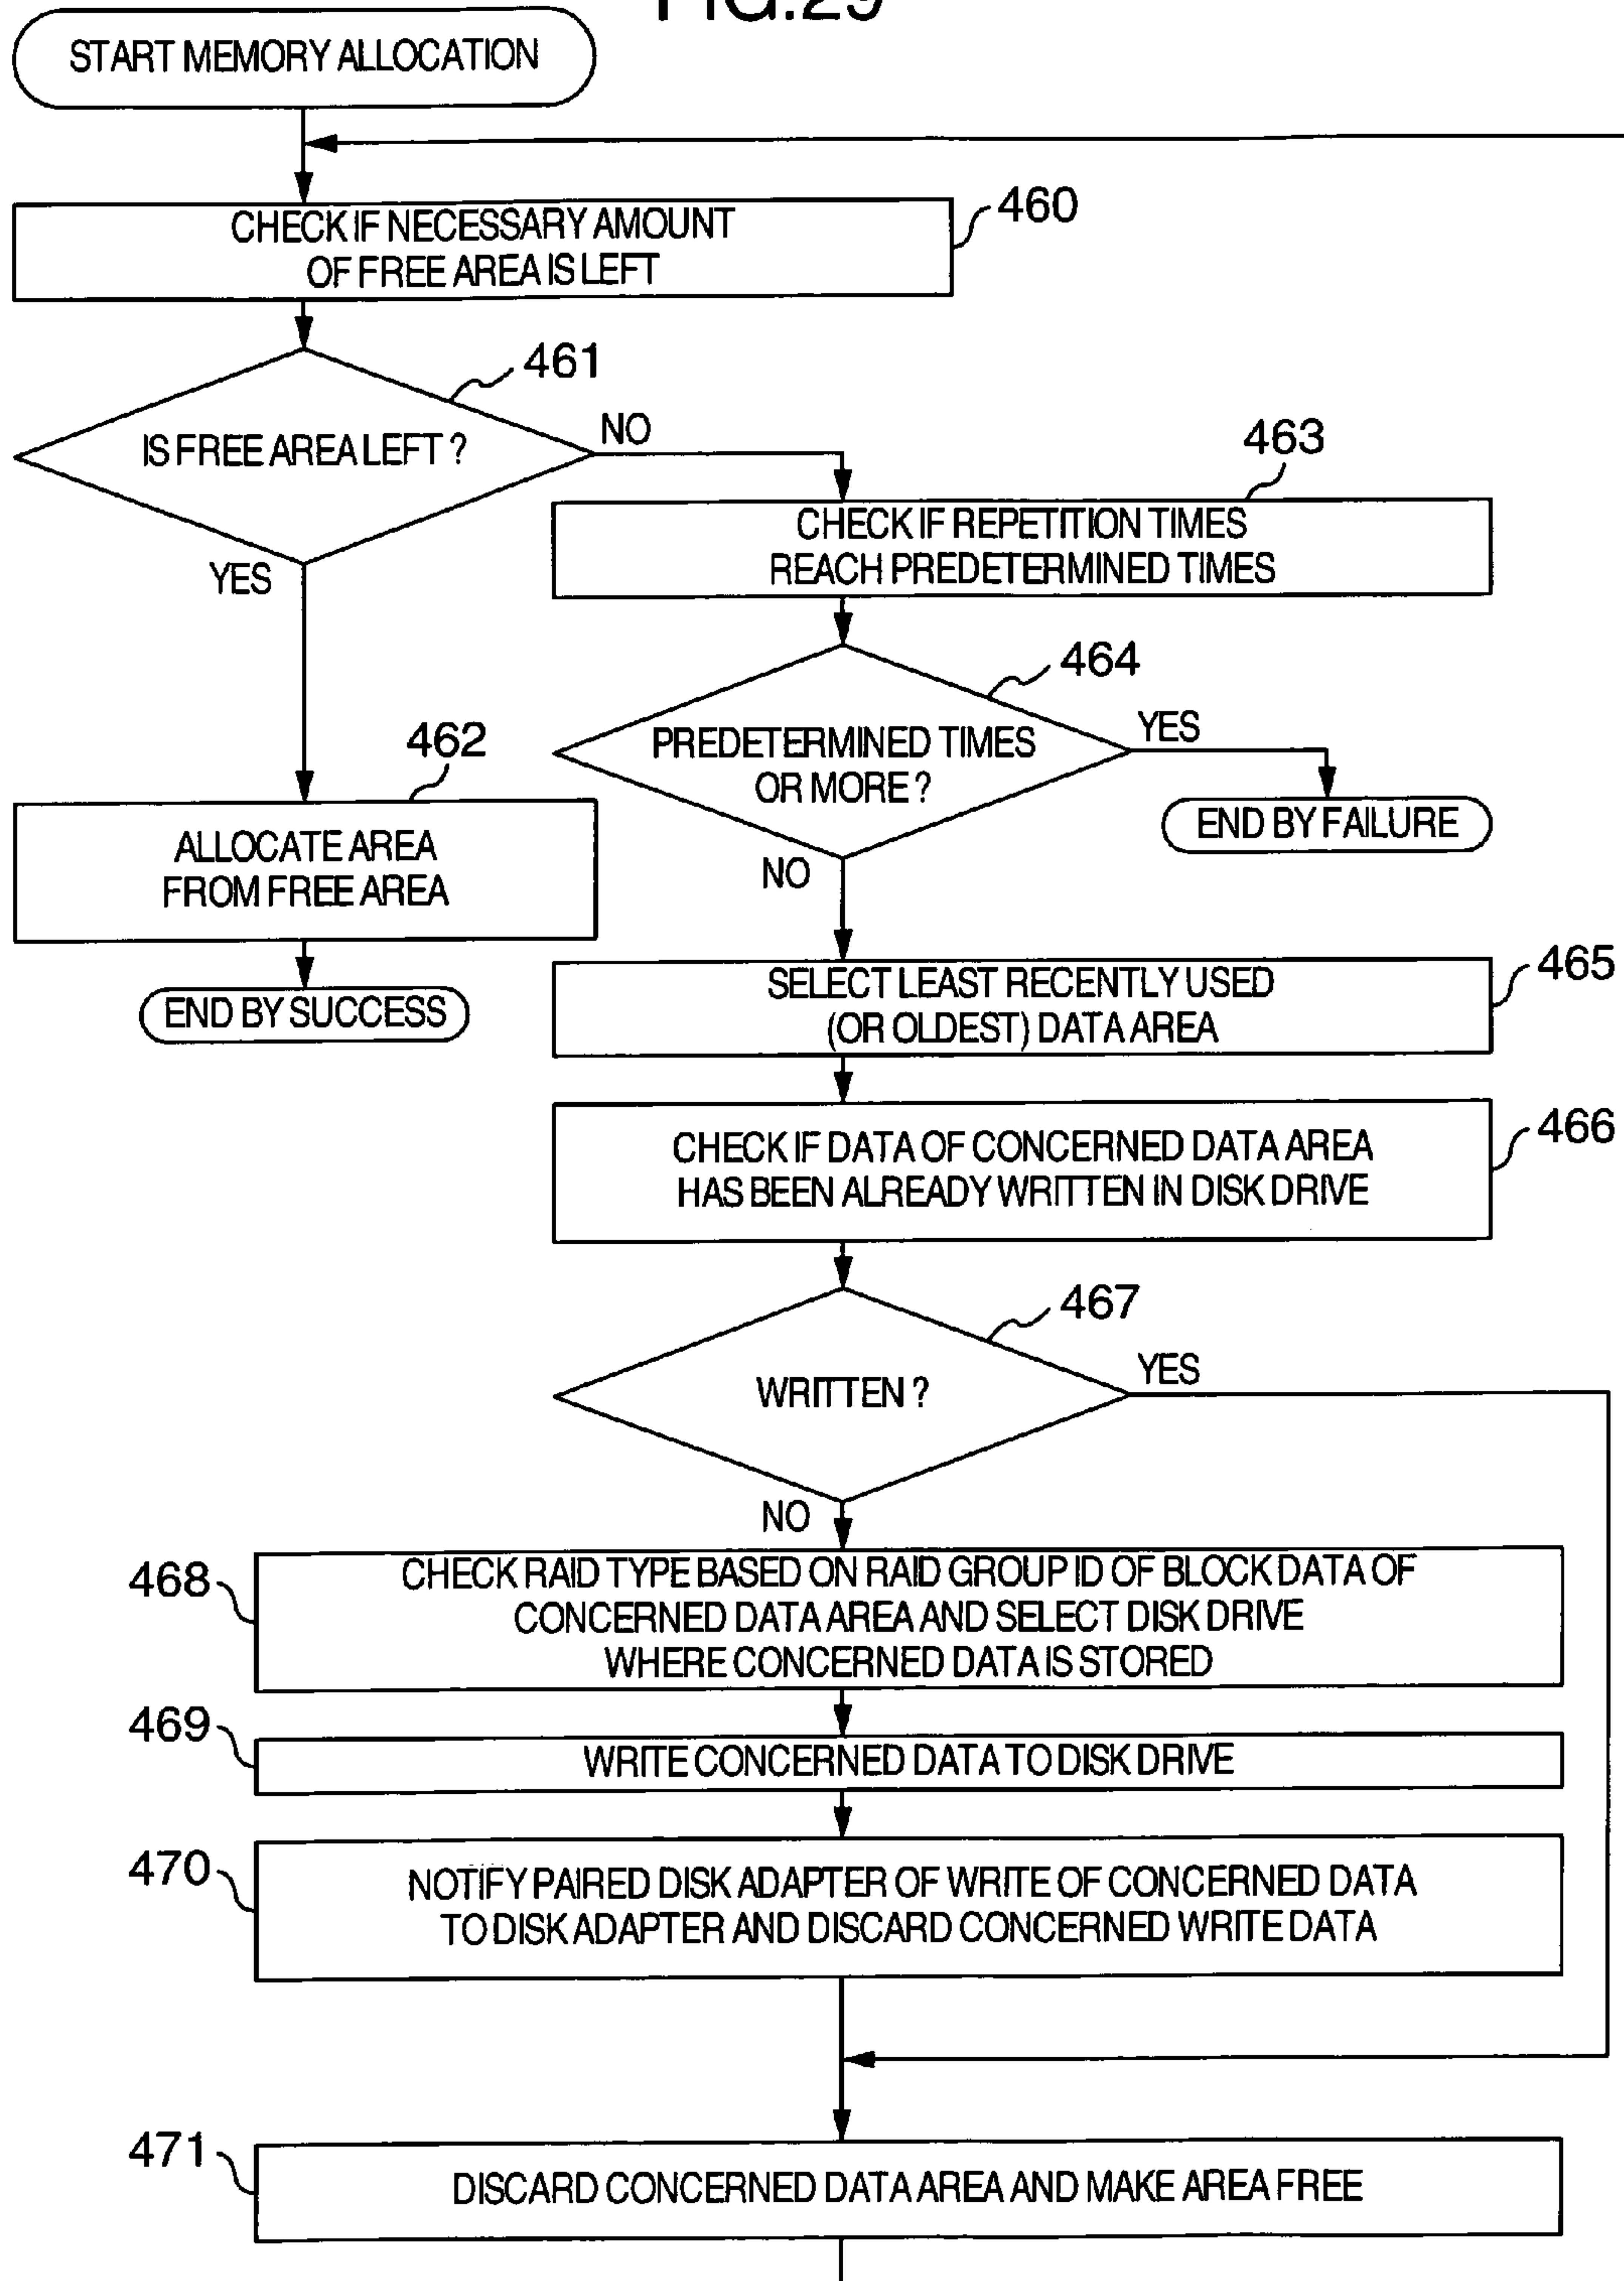 FIG.29
START MEMORY ALLOCATION
460
CHECK IF NECESSARY AMOUNT
OF FREE AREA IS LEFT
461
IS FREE AREA LEFT ?
NO
YES
463
CHECK IF REPETITION TIMES
REACH PREDETERMINED TIMES
464
PREDETERMINED TIMES
OR MORE ?
YES
NO
END BY FAILURE
462
ALLOCATE AREA
FROM FREE AREA
END BY SUCCESS
465
SELECT LEAST RECENTLY USED
(OR OLDEST) DATA AREA
466
CHECK IF DATA OF CONCERNED DATA AREA
HAS BEEN ALREADY WRITTEN IN DISK DRIVE
467
WRITTEN ?
YES
NO
468
CHECK RAID TYPE BASED ON RAID GROUP ID OF BLOCK DATA OF
CONCERNED DATA AREA AND SELECT DISK DRIVE
WHERE CONCERNED DATA IS STORED
469
WRITE CONCERNED DATA TO DISK DRIVE
470
NOTIFY PAIRED DISK ADAPTER OF WRITE OF CONCERNED DATA
TO DISK ADAPTER AND DISCARD CONCERNED WRITE DATA
471
DISCARD CONCERNED DATA AREA AND MAKE AREA FREE